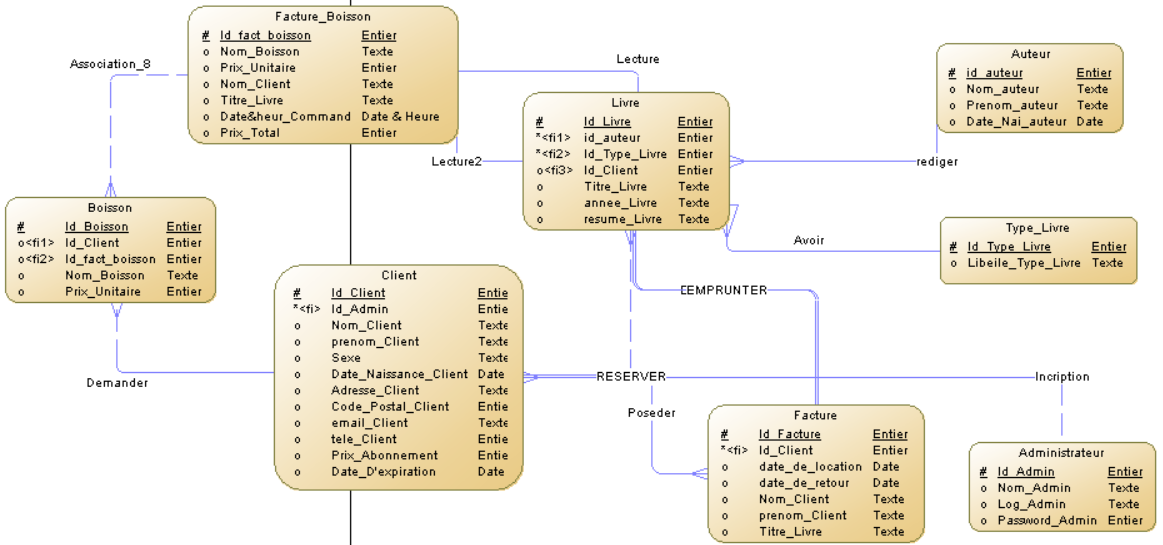 Facture_Boisson
# Id_fact_boisson Entier
o Nom_Boisson Texte
o Prix_Unitaire Entier
o Nom_Client Texte
o Titre_Livre Texte
o Date&heur_Command Date & Heure
o Prix_Total Entier
Association_8
Lecture
Lecture2
Livre
# Id_Livre Entier
*<fi1> id_auteur Entier
*<fi2> Id_Type_Livre Entier
o<fi3> Id_Client Entier
o Titre_Livre Texte
o annee_Livre Texte
o resume_Livre Texte
Auteur
# id_auteur Entier
o Nom_auteur Texte
o Prenom_auteur Texte
o Date_Nai_auteur Date
rediger
Boisson
# Id_Boisson Entier
o<fi1> Id_Client Entier
o<fi2> Id_fact_boisson Entier
o Nom_Boisson Texte
o Prix_Unitaire Entier
Type_Livre
# Id_Type_Livre Entier
o Libeile_Type_Livre Texte
Avoir
Client
# Id_Client Entie
*<fi> Id_Admin Entie
o Nom_Client Texte
o prenom_Client Texte
o Sexe Texte
o Date_Naissance_Client Date
o Adresse_Client Texte
o Code_Postal_Client Entie
o email_Client Texte
o tele_Client Entie
o Prix_Abonnement Entie
o Date_D'expiration Date
EMPRUNTER
Demander
RESERVER
Incription
Poseder
Facture
# Id_Facture Entier
*<fi> Id_Client Entier
o date_de_location Date
o date_de_retour Date
o Nom_Client Texte
o prenom_Client Texte
o Titre_Livre Texte
Administrateur
# Id_Admin Entier
o Nom_Admin Texte
o Log_Admin Texte
o Password_Admin Entier